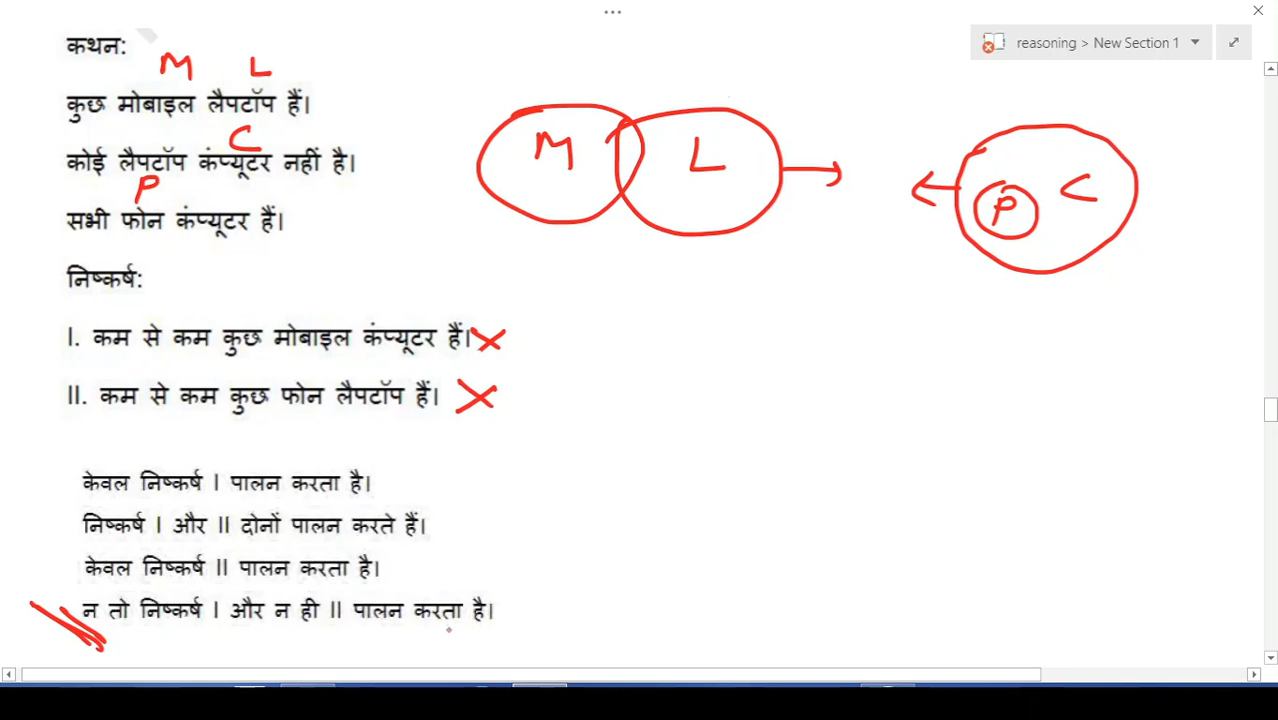 reasoning > New Section 1
कथन:
M L
कुछ मोबाइल लैपटॉप हैं।
C
कोई लैपटॉप कंप्यूटर नहीं है।
P
सभी फोन कंप्यूटर हैं।
M L P C
निष्कर्ष:
I. कम से कम कुछ मोबाइल कंप्यूटर हैं।
II. कम से कम कुछ फोन लैपटॉप हैं।
केवल निष्कर्ष I पालन करता है।
निष्कर्ष I और II दोनों पालन करते हैं।
केवल निष्कर्ष II पालन करता है।
न तो निष्कर्ष I और न ही II पालन करता है।